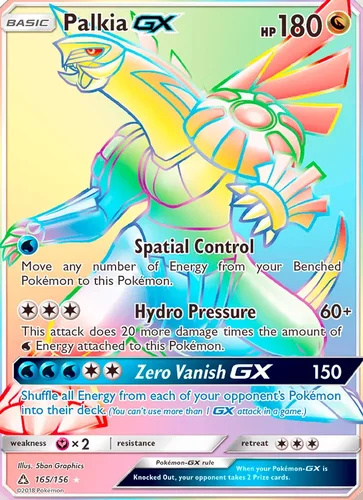 BASIC Palkia GX HP 180
Spatial Control
Move any number of Energy from your Benched
Pokémon to this Pokémon.
Hydro Pressure 60+
This attack does 20 more damage times the amount of
Energy attached to this Pokémon.
Zero Vanish GX 150
Shuffle all Energy from each of your opponent's Pokémon
into their deck. (You can't use more than 1 GX attack in a game.)
weakness ×2 resistance retreat
Illus. 5ban Graphics
165/156
©2018 Pokémon
Pokémon-GX rule
When your Pokémon-GX is
Knocked Out, your opponent takes 2 Prize cards.